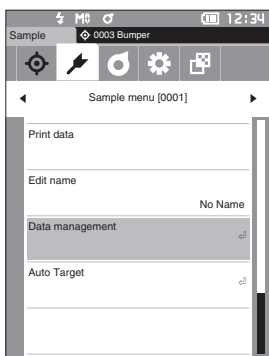 12:34
Sample
0003 Bumper
Sample menu [0001]
Print data
Edit name
No Name
Data management
Auto Target